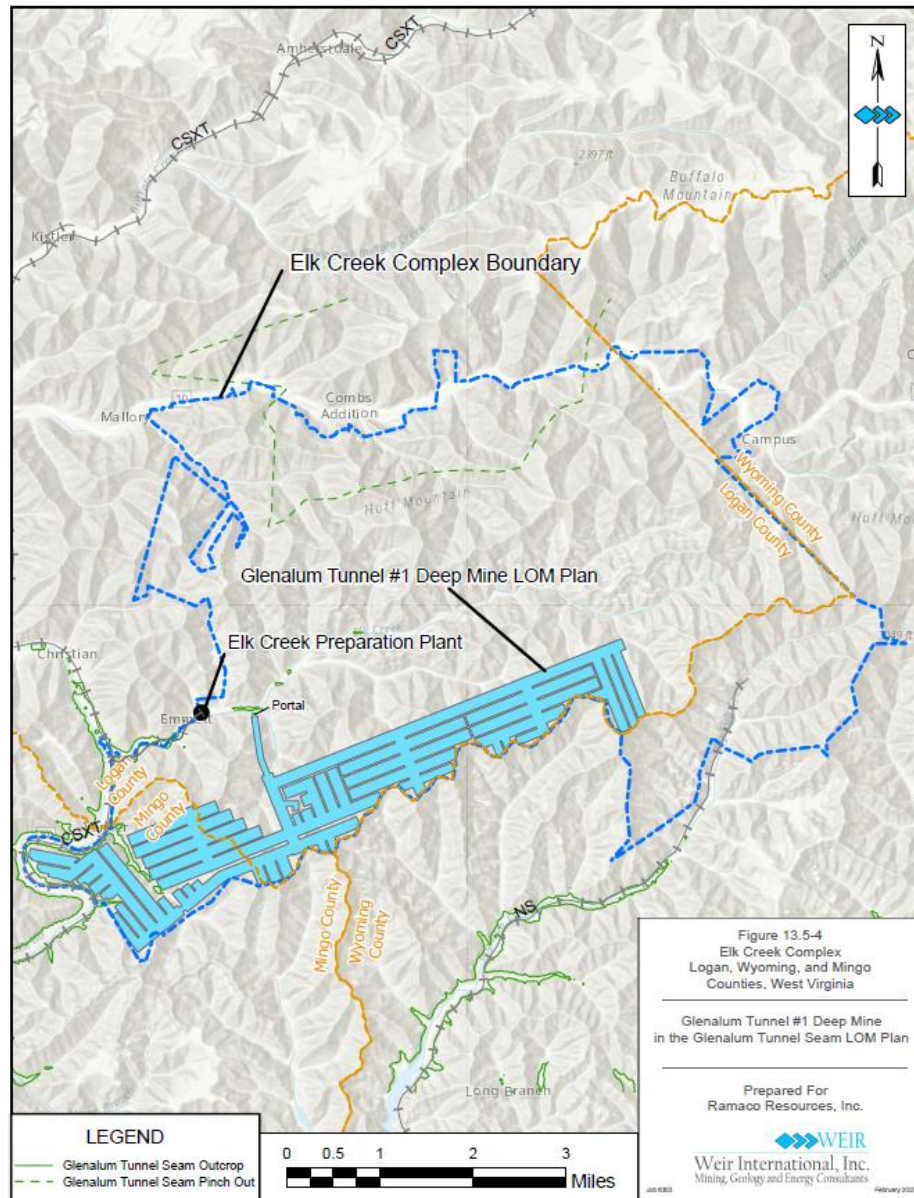 Amherstdale
CSXT
CSXT
N
2397 ft
Buffalo
Mountain
Kistler
Elk Creek Complex Boundary
10
Mallory
Combs
Addition
Campus
Wyoming County
Logan County
Huff Mountain
Glenalum Tunnel #1 Deep Mine LOM Plan
Elk Creek Preparation Plant
Christian
Portal
Emmett
Logan
County
Mingo
County
CSXT
Mingo County
Wyoming
County
NS
Long Branch
Figure 13.5-4
Elk Creek Complex
Logan, Wyoming, and Mingo
Counties, West Virginia
Glenalum Tunnel #1 Deep Mine
in the Glenalum Tunnel Seam LOM Plan
Prepared For
Ramaco Resources, Inc.
WEIR
Weir International, Inc.
Mining, Geology and Energy Consultants
LEGEND
Glenalum Tunnel Seam Outcrop
Glenalum Tunnel Seam Pinch Out
0 0.5 1 2 3
Miles